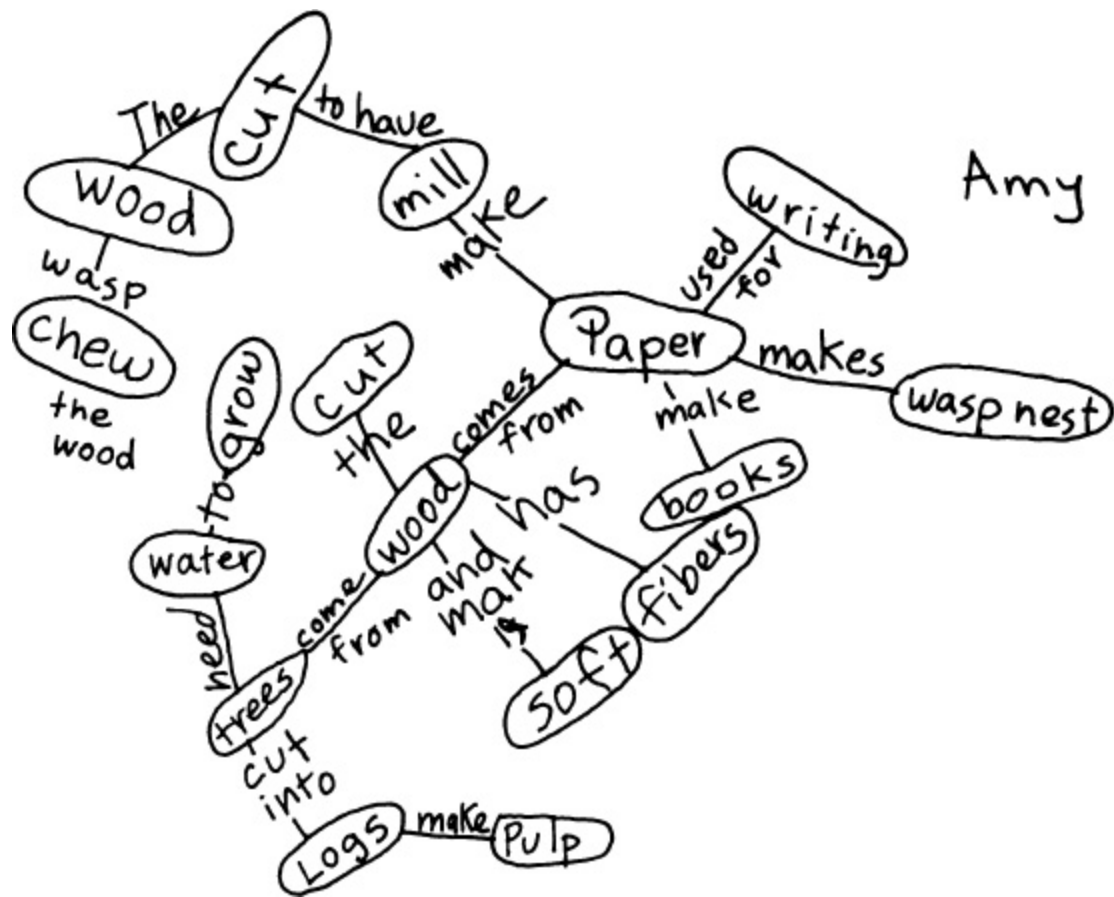 Amy
cut
The
to have
wood
mill
make
writing
used
for
wasp
chew
the
wood
Paper
makes
wasp nest
make
books
comes
from
cut
the
grow
to
water
need
wood
has
fibers
and
mak
soft
come
from
trees
cut
into
Logs
make
Pulp